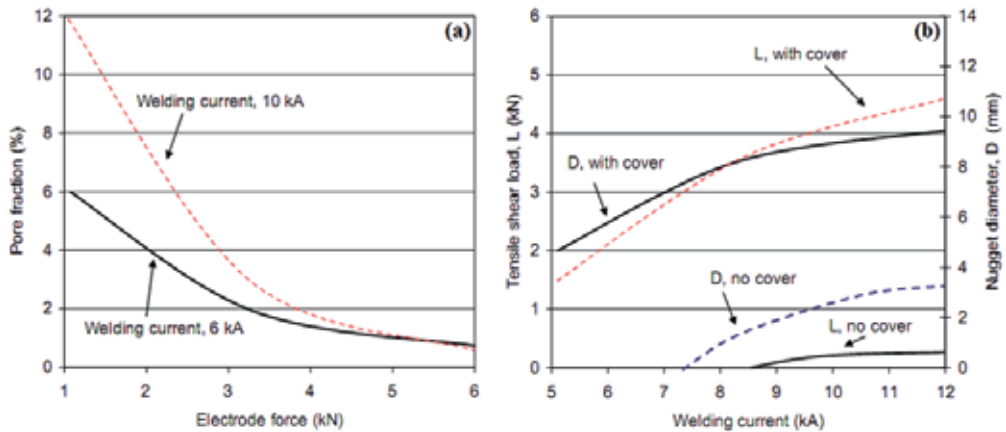 (a)
12
10
8
6
4
2
0
1
2
3
4
5
6
Pore fraction (%)
Electrode force (kN)
Welding current, 10 kA
Welding current, 6 kA
(b)
6
5
4
3
2
1
0
5
6
7
8
9
10
11
12
14
12
10
8
6
4
2
0
Tensile shear load, L (kN)
Welding current (kA)
Nugget diameter, D (mm)
L, with cover
D, with cover
D, no cover
L, no cover